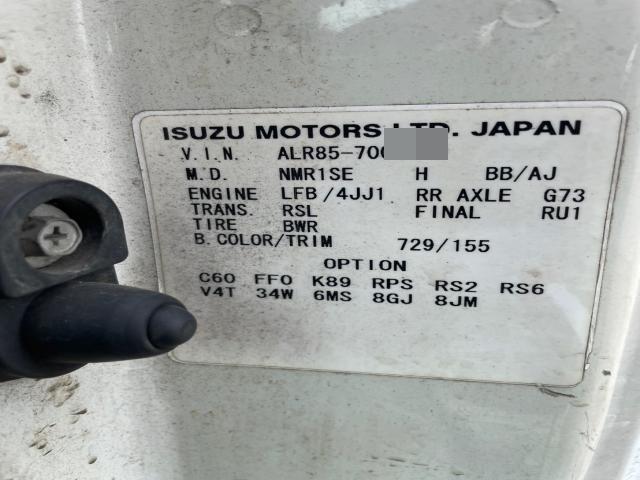 ISUZU MOTORS LTD. JAPAN
V.I.N. ALR85-700
M.D. NMR1SE H BB/AJ
ENGINE LFB/4JJ1 RR AXLE G73
TRANS. RSL FINAL RU1
TIRE BWR
B.COLOR/TRIM 729/155
OPTION
C60 FF0 K89 RPS RS2 RS6
V4T 34W 6MS 8GJ 8JM